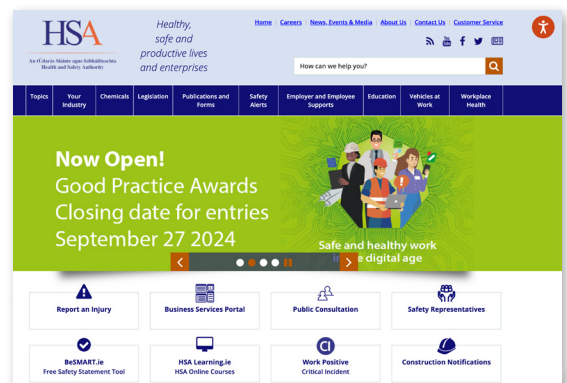 HSA
An tÚdarás Sláinte agus Sábháilteachta
Health and Safety Authority
Healthy,
safe and
productive lives
and enterprises
Home | Careers | News, Events & Media | About Us | Contact Us | Customer Service
How can we help you?
Topics
Your
Industry
Chemicals
Legislation
Publications and
Forms
Safety
Alerts
Employer and Employee
Supports
Education
Vehicles at
Work
Workplace
Health
Now Open!
Good Practice Awards
Closing date for entries
September 27 2024
Safe and healthy work
digital age
Report an Injury
Business Services Portal
Public Consultation
Safety Representatives
BeSMART.ie
Free Safety Statement Tool
HSA Learning.ie
HSA Online Courses
CI
Work Positive
Critical Incident
Construction Notifications